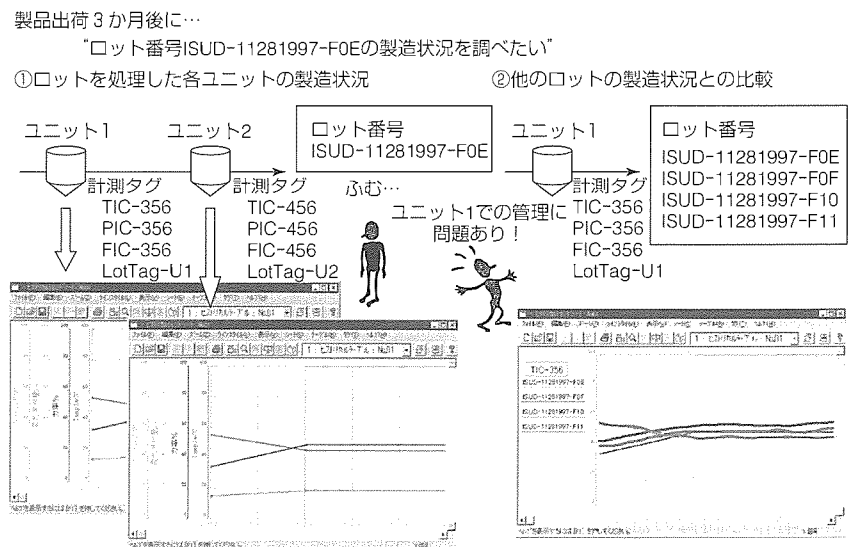 製品出荷3か月後に…
"ロット番号ISUD-11281997-F0Eの製造状況を調べたい"
①ロットを処理した各ユニットの製造状況
②他のロットの製造状況との比較
ユニット1
計測タグ
TIC-356
PIC-356
FIC-356
LotTag-U1
ユニット2
計測タグ
TIC-456
PIC-456
FIC-456
LotTag-U2
ロット番号
ISUD-11281997-F0E
ふむ…
ユニット1での管理に
問題あり！
ユニット1
計測タグ
TIC-356
PIC-356
FIC-356
LotTag-U1
ロット番号
ISUD-11281997-F0E
ISUD-11281997-F0F
ISUD-11281997-F10
ISUD-11281997-F11
TIC-356
ISUD-11281997-F0E
ISUD-11281997-F0F
ISUD-11281997-F10
ISUD-11281997-F11